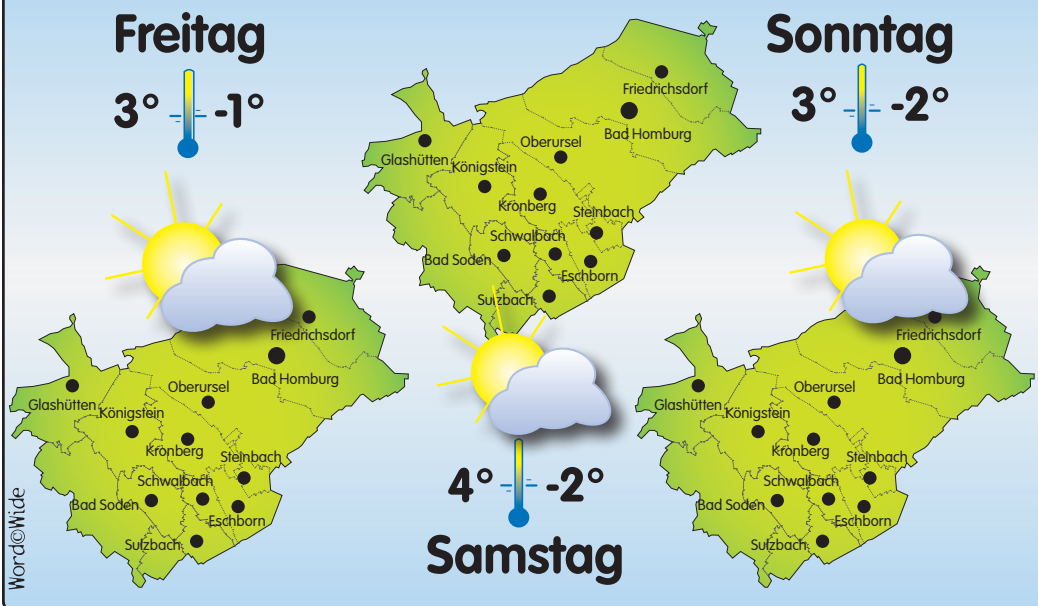 Freitag
3° -1°
Friedrichsdorf
Bad Homburg
Oberursel
Glashütten
Königstein
Kronberg
Steinbach
Schwalbach
Bad Soden
Eschborn
Sulzbach
Friedrichsdorf
Bad Homburg
Oberursel
Glashütten
Königstein
Kronberg
Steinbach
Schwalbach
Bad Soden
Eschborn
Sulzbach
4° -2°
Samstag
Sonntag
3° -2°
Friedrichsdorf
Bad Homburg
Oberursel
Glashütten
Königstein
Kronberg
Steinbach
Schwalbach
Bad Soden
Eschborn
Sulzbach
Word©Wide